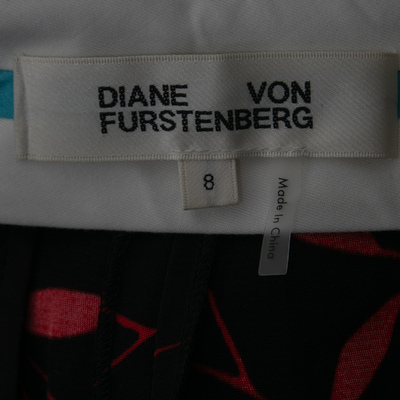 DIANE VON
FURSTENBERG
8
Made In China